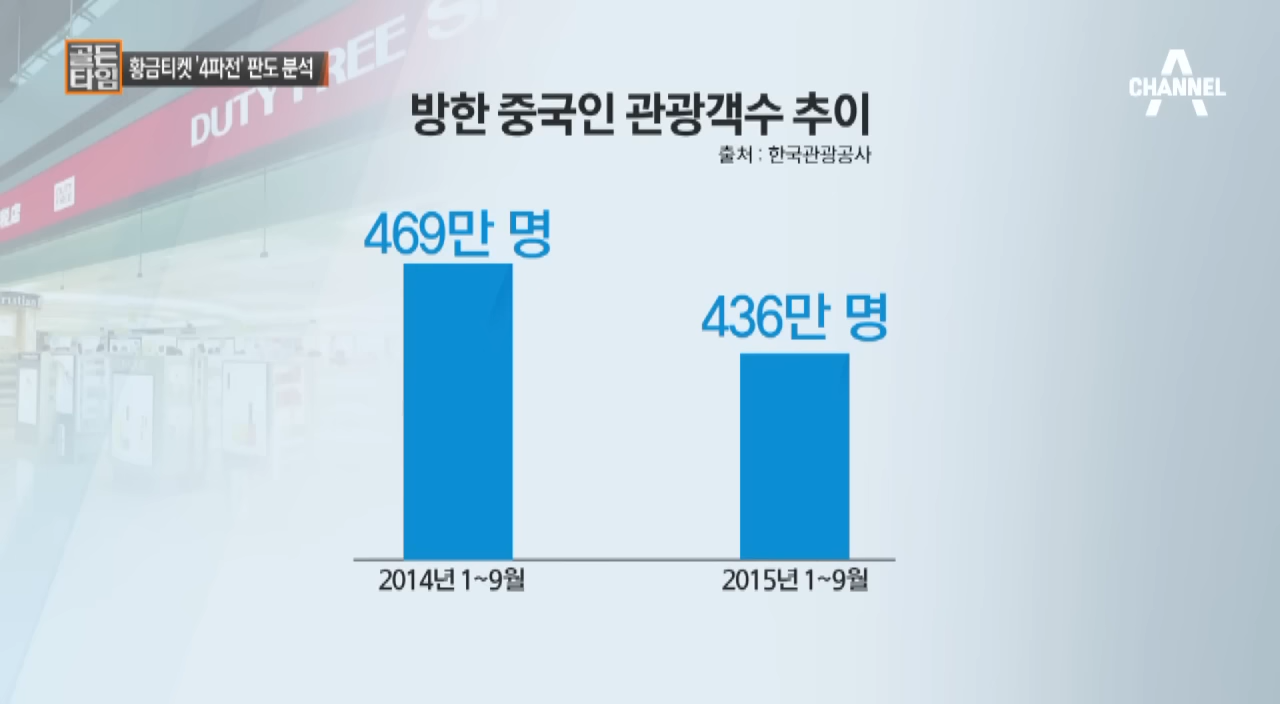 골든
타임
황금티켓 '4파전' 판도 분석
CHANNEL A
DUTY FREE
방한 중국인 관광객수 추이
출처 : 한국관광공사
469만 명
436만 명
2014년 1~9월
2015년 1~9월